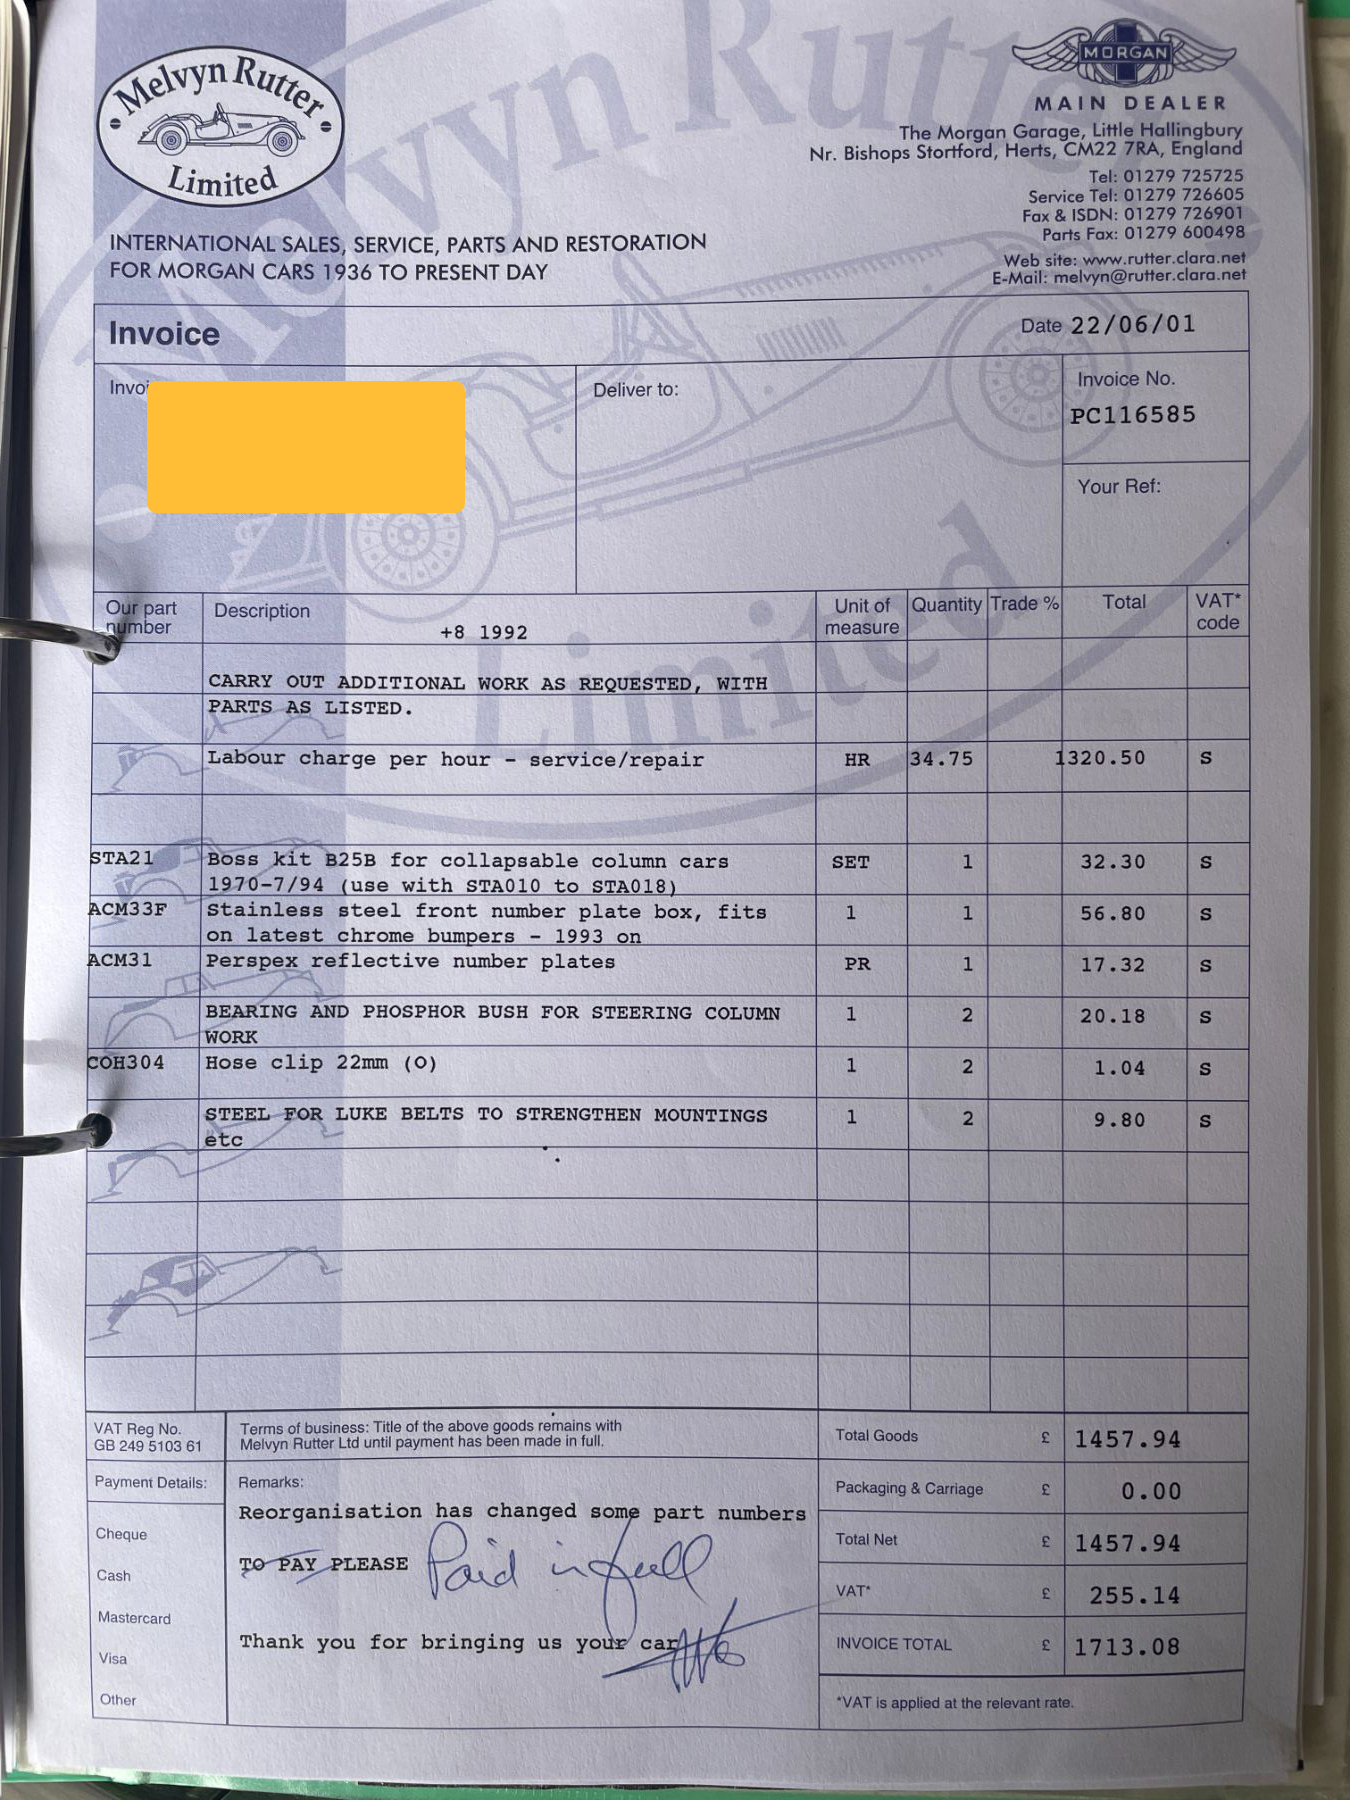 Melvyn Rutter
Limited
MORGAN
MAIN DEALER
The Morgan Garage, Little Hallingbury
Nr. Bishops Stortford, Herts, CM22 7RA, England
Tel: 01279 725725
Service Tel: 01279 726605
Fax & ISDN: 01279 726901
Parts Fax: 01279 600498
Web site: www.rutter.clara.net
E-Mail: melvyn@rutter.clara.net
INTERNATIONAL SALES, SERVICE, PARTS AND RESTORATION
FOR MORGAN CARS 1936 TO PRESENT DAY
Melvyn Rutter
Limited
Invoice
Date 22/06/01
Deliver to:
Invoice No.
PC116585
Your Ref:
Our part number Description Unit of measure Quantity Trade % Total VAT* code
+8 1992
CARRY OUT ADDITIONAL WORK AS REQUESTED, WITH
PARTS AS LISTED.
Labour charge per hour - service/repair HR 34.75 1320.50 S
STA21 Boss kit B25B for collapsable column cars SET 1 32.30 S
1970-7/94 (use with STA010 to STA018)
ACM33F Stainless steel front number plate box, fits 1 1 56.80 S
on latest chrome bumpers - 1993 on
ACM31 Perspex reflective number plates PR 1 17.32 S
BEARING AND PHOSPHOR BUSH FOR STEERING COLUMN 1 2 20.18 S
WORK
COH304 Hose clip 22mm (O) 1 2 1.04 S
STEEL FOR LUKE BELTS TO STRENGTHEN MOUNTINGS 1 2 9.80 S
etc
VAT Reg No.
GB 249 5103 61
Terms of business: Title of the above goods remains with
Melvyn Rutter Ltd until payment has been made in full.
Payment Details:
Cheque
Cash
Mastercard
Visa
Other
Remarks:
Reorganisation has changed some part numbers
TO PAY PLEASE Paid in full
Thank you for bringing us your car
Total Goods £ 1457.94
Packaging & Carriage £ 0.00
Total Net £ 1457.94
VAT* £ 255.14
INVOICE TOTAL £ 1713.08
*VAT is applied at the relevant rate.